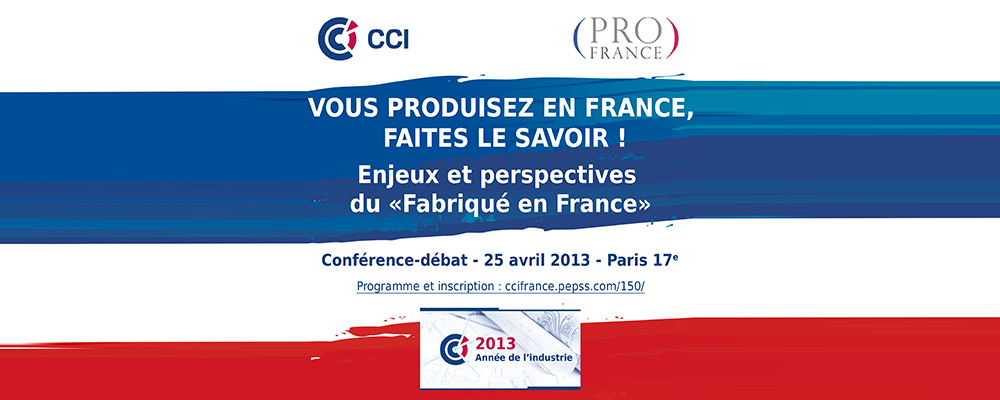 CCI
PRO
FRANCE
VOUS PRODUISEZ EN FRANCE,
FAITES LE SAVOIR !
Enjeux et perspectives
du «Fabriqué en France»
Conférence-débat - 25 avril 2013 - Paris 17ᵉ
Programme et inscription : ccifrance.pepss.com/150/
2013
Année de l'industrie